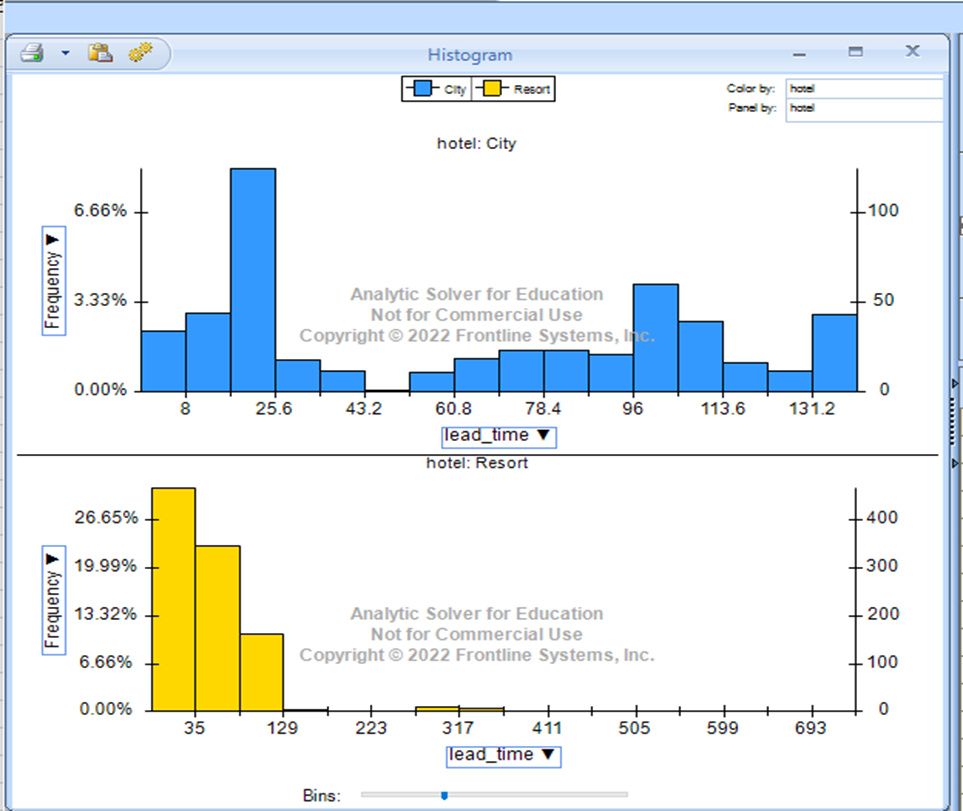 Histogram
City Resort
Color by: hotel
Panel by: hotel
hotel: City
6.66% 100
3.33% 50
0.00% 0
Frequency ▼
Analytic Solver for Education
Not for Commercial Use
Copyright © 2022 Frontline Systems, Inc.
8 25.6 43.2 60.8 78.4 96 113.6 131.2
lead_time ▼
hotel: Resort
26.65% 400
19.99% 300
13.32% 200
6.66% 100
0.00% 0
Frequency ▼
Analytic Solver for Education
Not for Commercial Use
Copyright © 2022 Frontline Systems, Inc.
35 129 223 317 411 505 599 693
lead_time ▼
Bins: